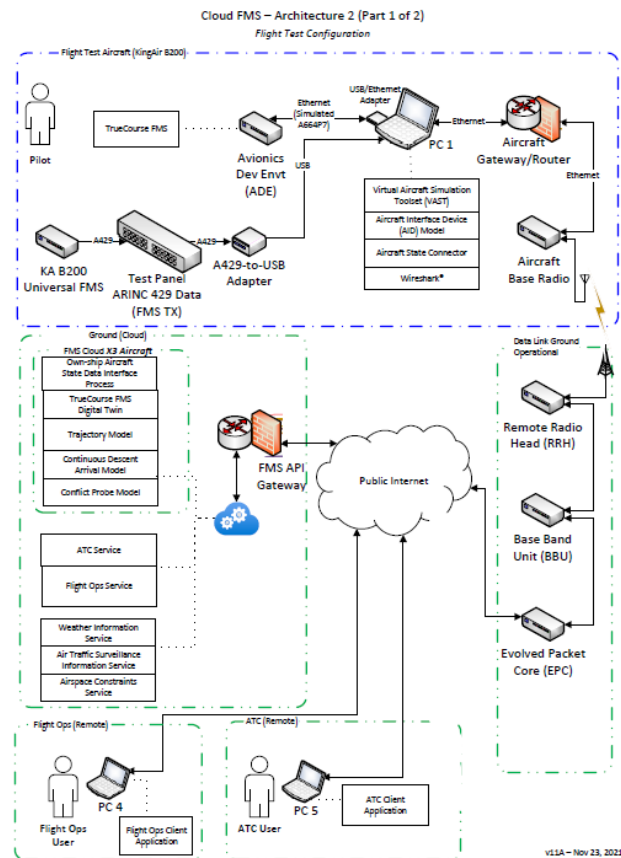 Cloud FMS – Architecture 2 (Part 1 of 2)
Flight Test Configuration
Flight Test Aircraft (KingAir B200)
Pilot
TrueCourse FMS
Avionics
Dev Envt
(ADE)
Ethernet
(Simulated
A664P7)
USB/Ethernet
Adapter
PC 1
Ethernet
Aircraft
Gateway/Router
USB
Ethernet
Virtual Aircraft Simulation
Toolset (VAST)
Aircraft Interface Device
(AID) Model
Aircraft State Connector
Wireshark®
KA B200
Universal FMS
A429
Test Panel
ARINC 429 Data
(FMS TX)
A429
A429-to-USB
Adapter
Aircraft
Base Radio
Ground (Cloud)
FMS Cloud X3 Aircraft
Own-ship Aircraft
State Data Interface
Process
TrueCourse FMS
Digital Twin
Trajectory Model
Continuous Descent
Arrival Model
Conflict Probe Model
FMS API
Gateway
Public Internet
ATC Service
Flight Ops Service
Weather Information
Service
Air Traffic Surveillance
Information Service
Airspace Constraints
Service
Data Link Ground
Operational
Remote Radio
Head (RRH)
Base Band
Unit (BBU)
Evolved Packet
Core (EPC)
Flight Ops (Remote)
Flight Ops
User
PC 4
Flight Ops Client
Application
ATC (Remote)
ATC User
PC 5
ATC Client
Application
v11A – Nov 23, 2021